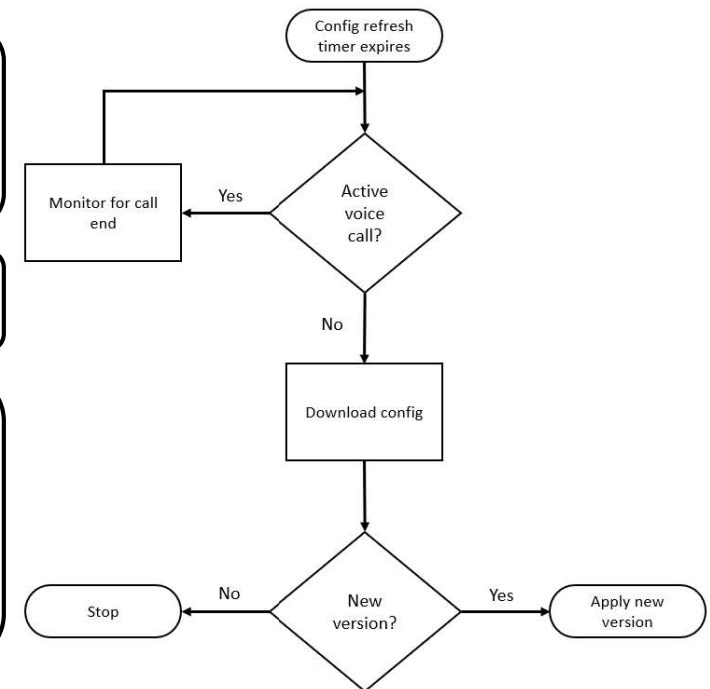 Config refresh
timer expires
Active
voice
call?
Yes
Monitor for call
end
No
Download config
New
version?
No
Stop
Yes
Apply new
version